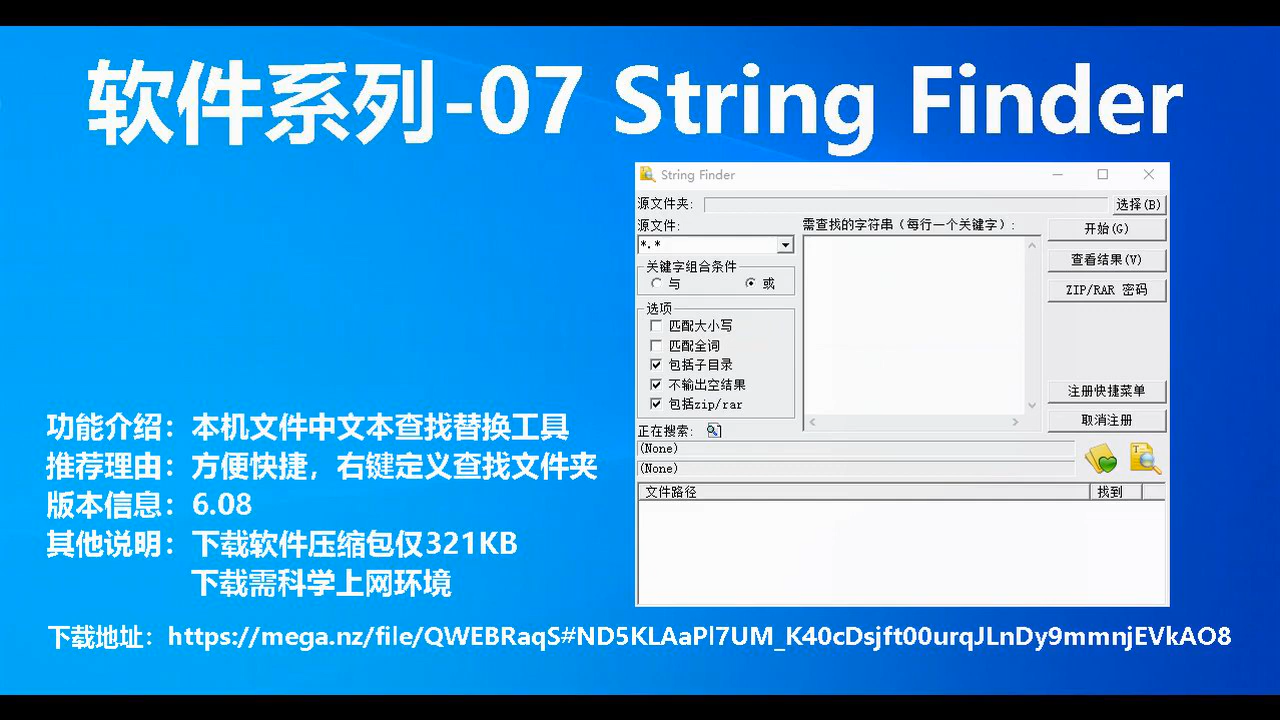 软件系列-07 String Finder
String Finder
源文件夹:
选择(B)
源文件:
需查找的字符串（每行一个关键字）:
开始(G)
*.*
查看结果(V)
关键字组合条件
与
或
ZIP/RAR 密码
选项
匹配大小写
匹配全词
包括子目录
不输出空结果
包括zip/rar
注册快捷菜单
取消注册
正在搜索:
(None)
(None)
文件路径
找到
功能介绍：本机文件中文本查找替换工具
推荐理由：方便快捷，右键定义查找文件夹
版本信息：6.08
其他说明：下载软件压缩包仅321KB
下载需科学上网环境
下载地址：https://mega.nz/file/QWEBRaqS#ND5KLAaPl7UM_K40cDsjft00urqJLnDy9mmnjEVkAO8